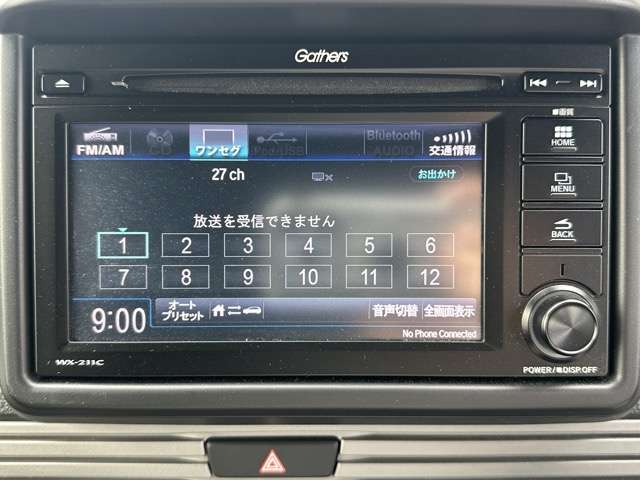 Gathers
画質
HOME
MENU
BACK
FM/AM CD ワンセグ iPod/USB Bluetooth AUDIO 交通情報
27 ch お出かけ
放送を受信できません
1 2 3 4 5 6
7 8 9 10 11 12
9:00 オートプリセット 音声切替 全画面表示
No Phone Connected
WX-211C
POWER/DISP.OFF